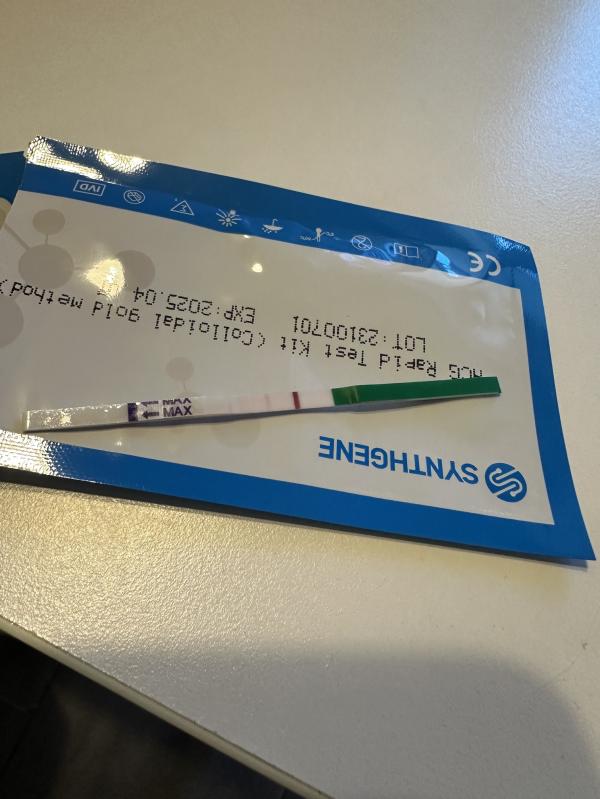 SYNTHGENE
HCG Rapid Test Kit (Colloidal gold method)
LOT: 23100701
EXP: 2025.04
CE
IVD
MAX
MAX